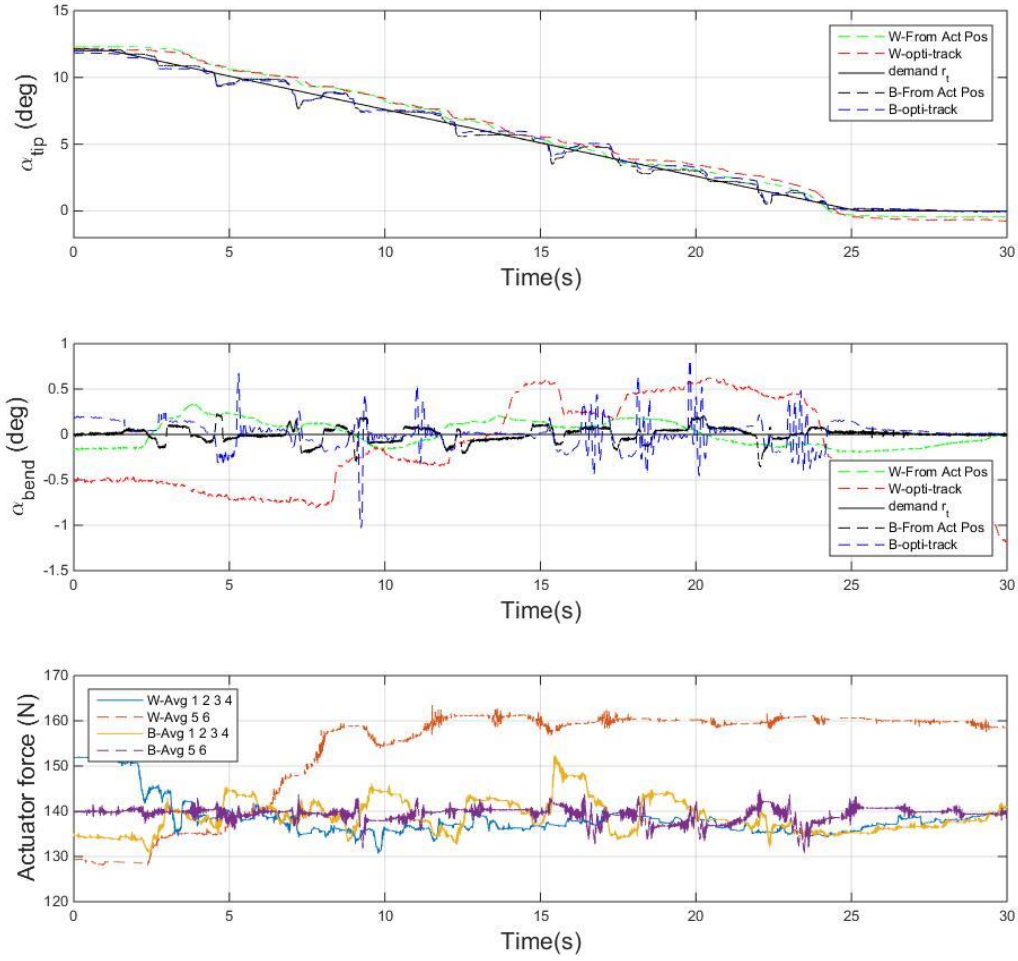 15
10
5
0
α_tip (deg)
W-From Act Pos
W-opti-track
demand r_t
B-From Act Pos
B-opti-track
0 5 10 15 20 25 30
Time(s)
1
0.5
0
-0.5
-1
-1.5
α_bend (deg)
W-From Act Pos
W-opti-track
demand r_t
B-From Act Pos
B-opti-track
0 5 10 15 20 25 30
Time(s)
170
160
150
140
130
120
Actuator force (N)
W-Avg 1 2 3 4
W-Avg 5 6
B-Avg 1 2 3 4
B-Avg 5 6
0 5 10 15 20 25 30
Time(s)